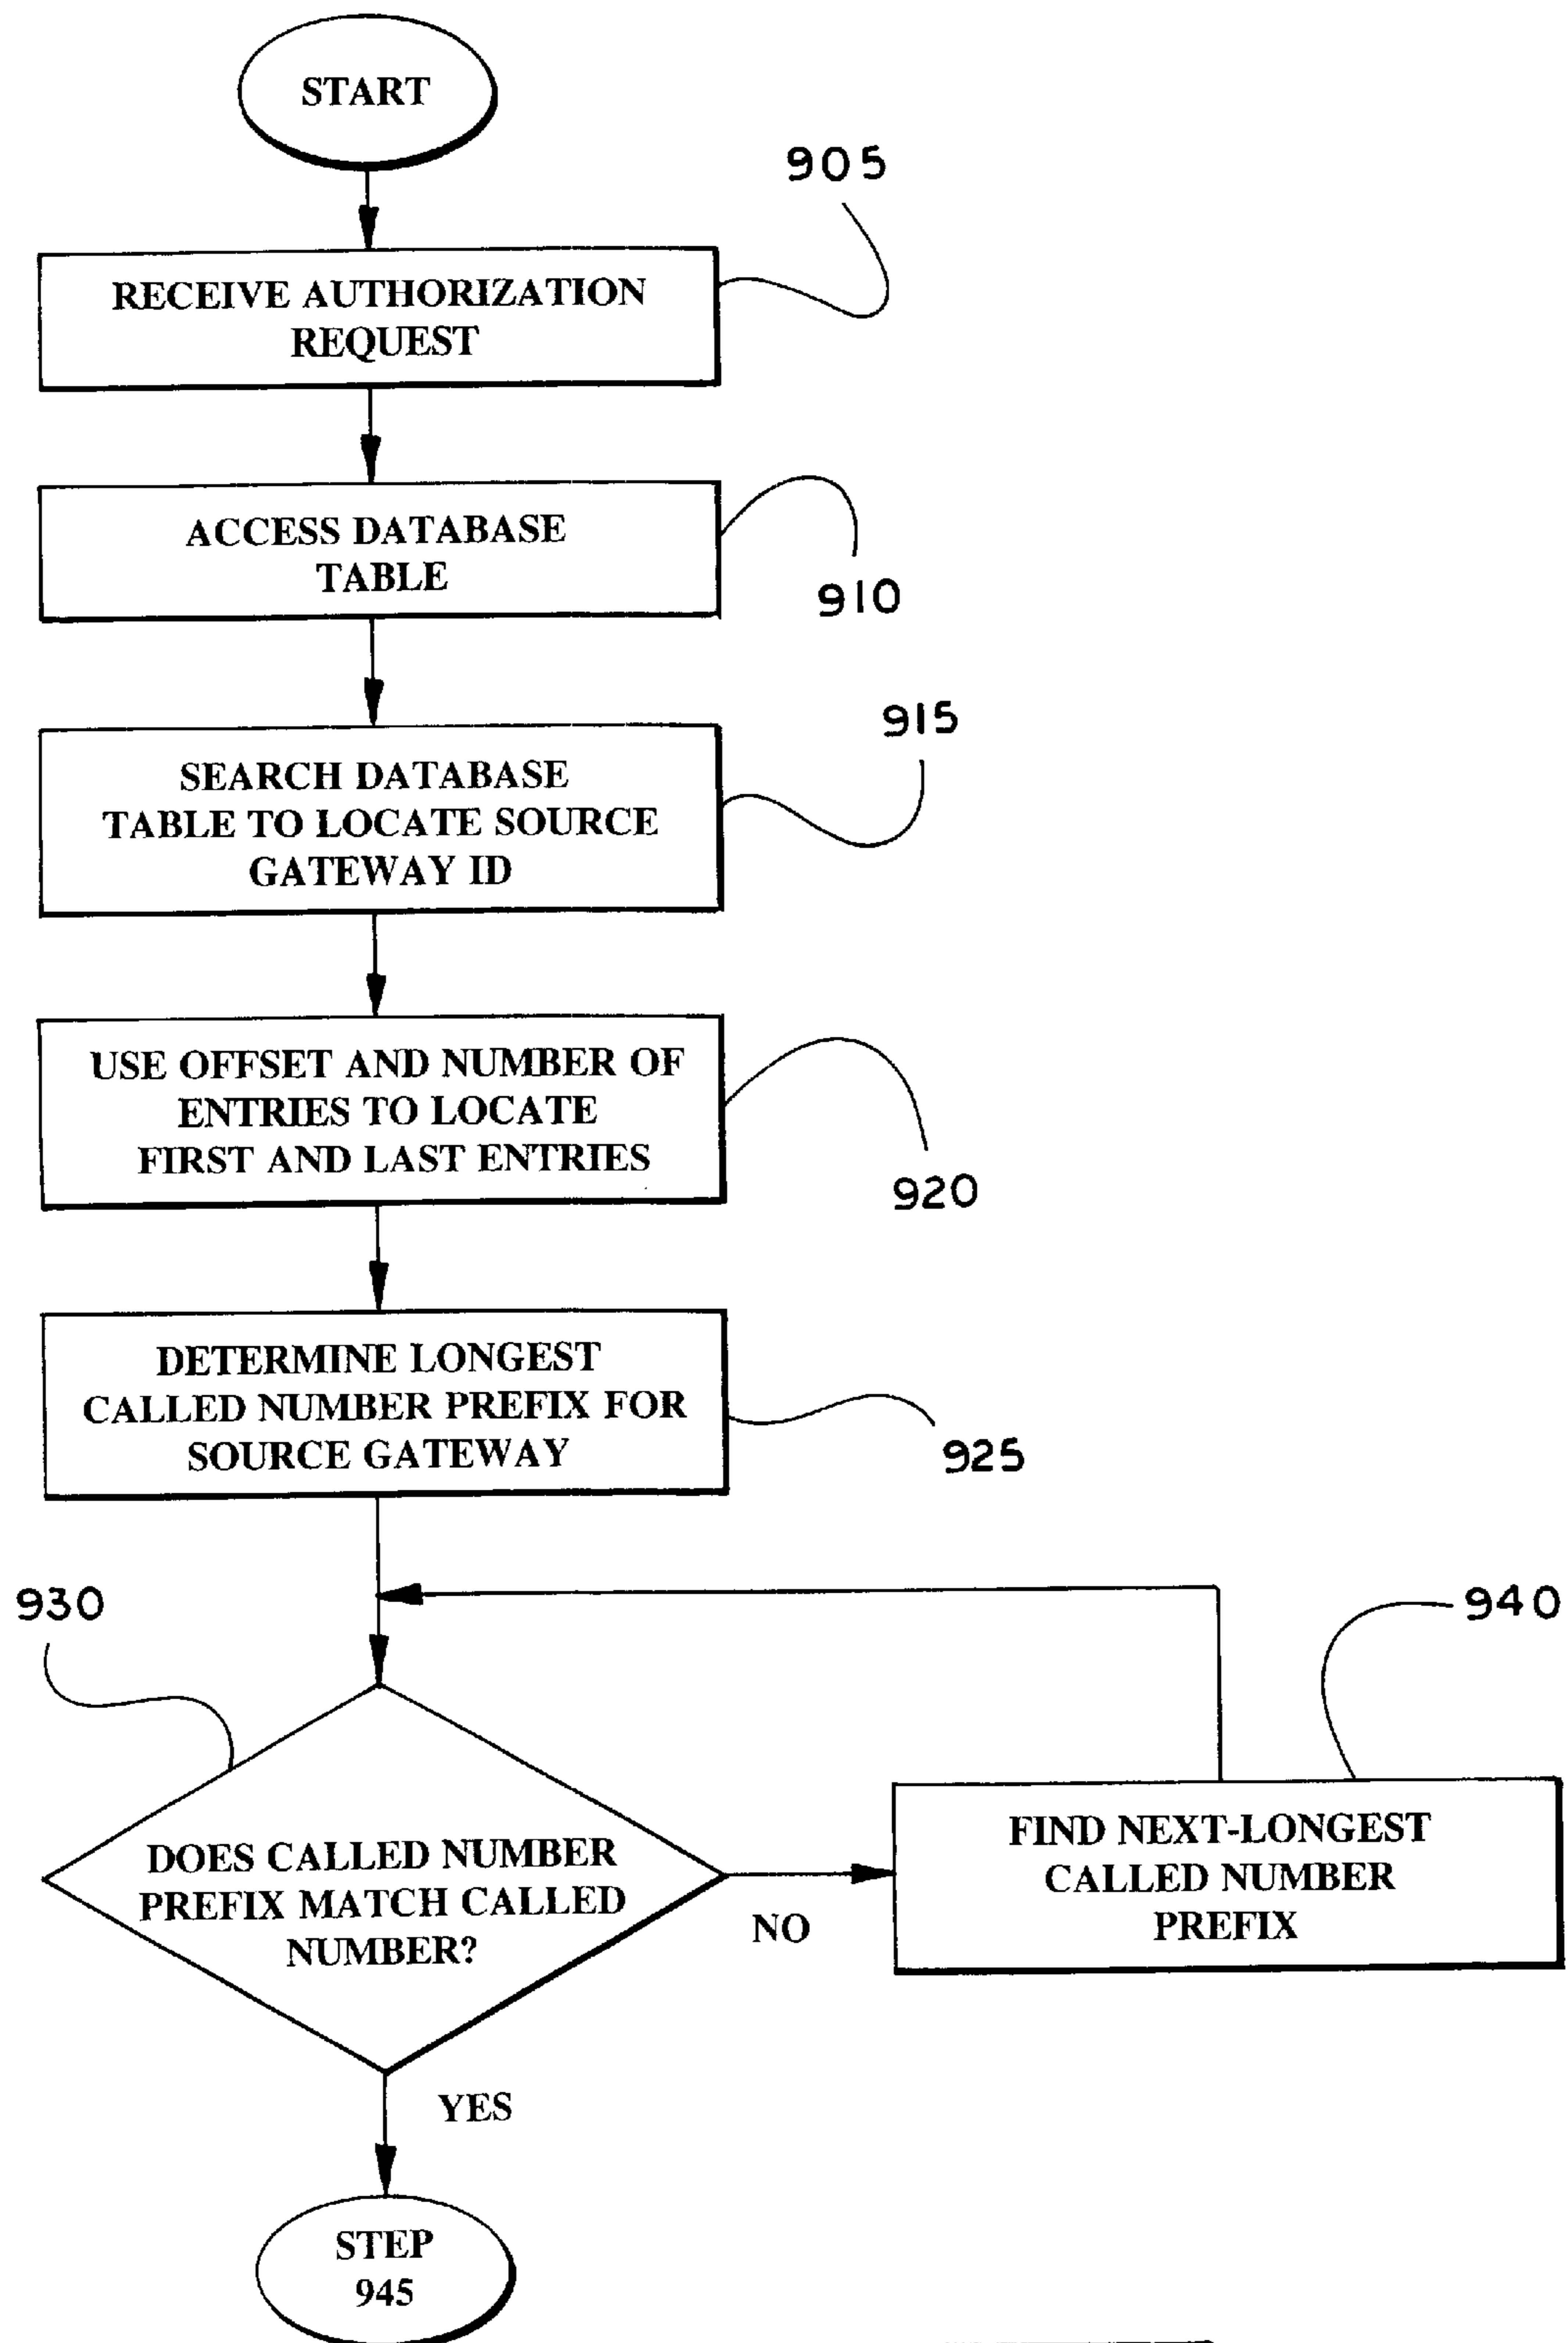 START
905
RECEIVE AUTHORIZATION
REQUEST
ACCESS DATABASE
TABLE
910
915
SEARCH DATABASE
TABLE TO LOCATE SOURCE
GATEWAY ID
USE OFFSET AND NUMBER OF
ENTRIES TO LOCATE
FIRST AND LAST ENTRIES
920
DETERMINE LONGEST
CALLED NUMBER PREFIX FOR
SOURCE GATEWAY
925
930
940
DOES CALLED NUMBER
PREFIX MATCH CALLED
NUMBER?
NO
FIND NEXT-LONGEST
CALLED NUMBER
PREFIX
YES
STEP
945